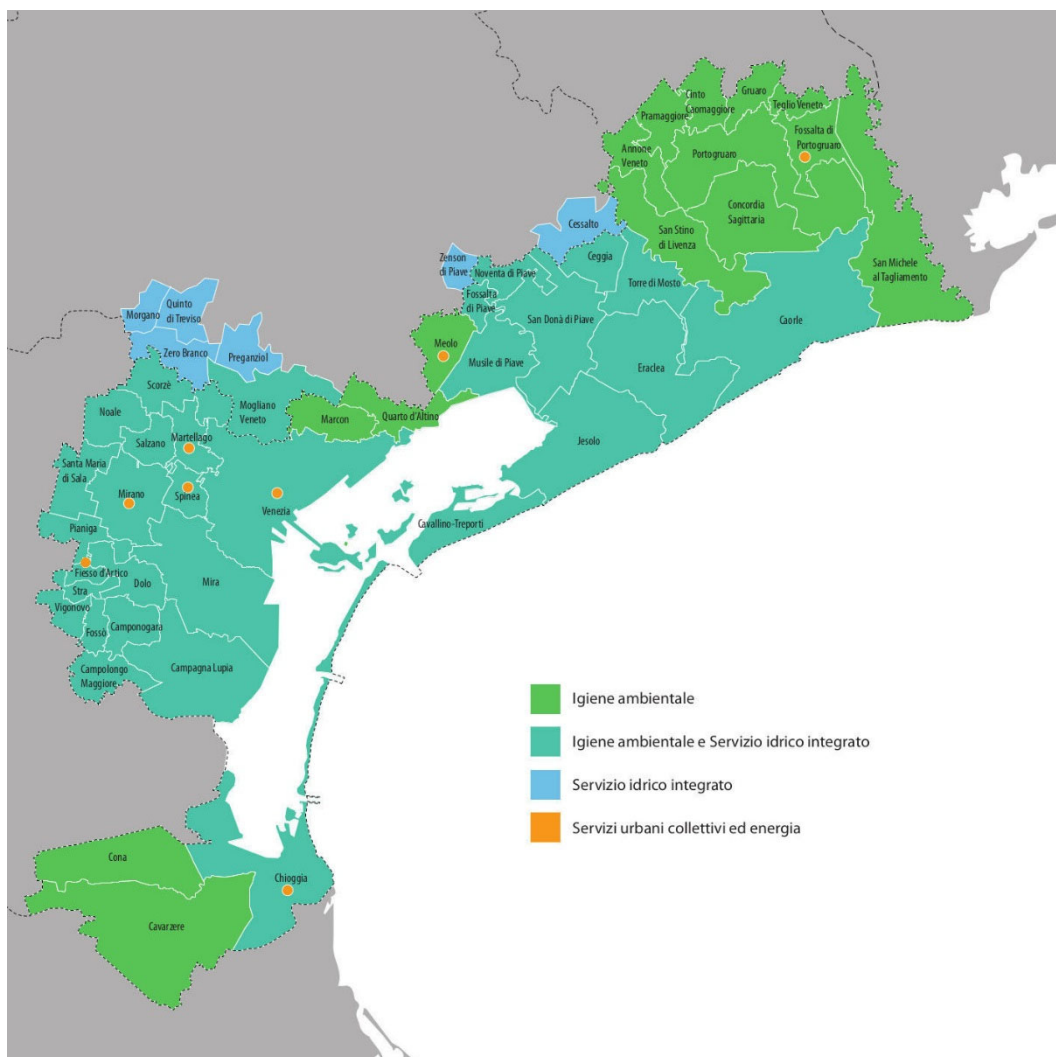 Cinto
Caomaggiore
Gruaro
Teglio Veneto
Pramaggiore
Fossalta di
Portogruaro
Annone
Veneto
Portogruaro
Concordia
Sagittaria
Cessalto
San Stino
di Livenza
Zenson
di Piave
Noventa di Piave
Ceggia
San Michele
al Tagliamento
Torre di Mosto
Fossalta
di Piave
San Donà di Piave
Caorle
Morgano
Quinto
di Treviso
Meolo
Zero Branco
Preganziol
Musile di Piave
Eraclea
Scorzè
Noale
Mogliano
Veneto
Marcon
Quarto d'Altino
Martellago
Salzano
Jesolo
Santa Maria
di Sala
Mirano
Spinea
Venezia
Cavallino-Treporti
Pianiga
Fiesso d'Artico
Dolo
Mira
Stra
Vigonovo
Fossò
Camponogara
Campolongo
Maggiore
Campagna Lupia
Igiene ambientale
Igiene ambientale e Servizio idrico integrato
Servizio idrico integrato
Servizi urbani collettivi ed energia
Cona
Chioggia
Cavarzere